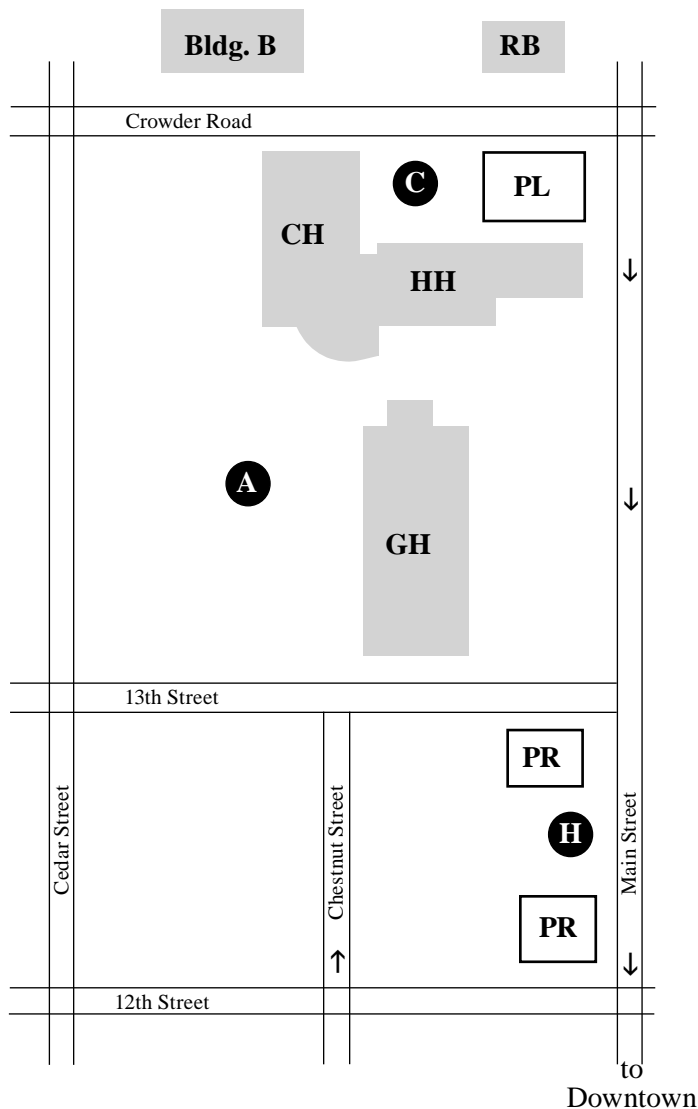 Bldg. B
RB
Crowder Road
C
PL
CH
HH
A
GH
13th Street
PR
Cedar Street
Chestnut Street
H
Main Street
PR
12th Street
to
Downtown